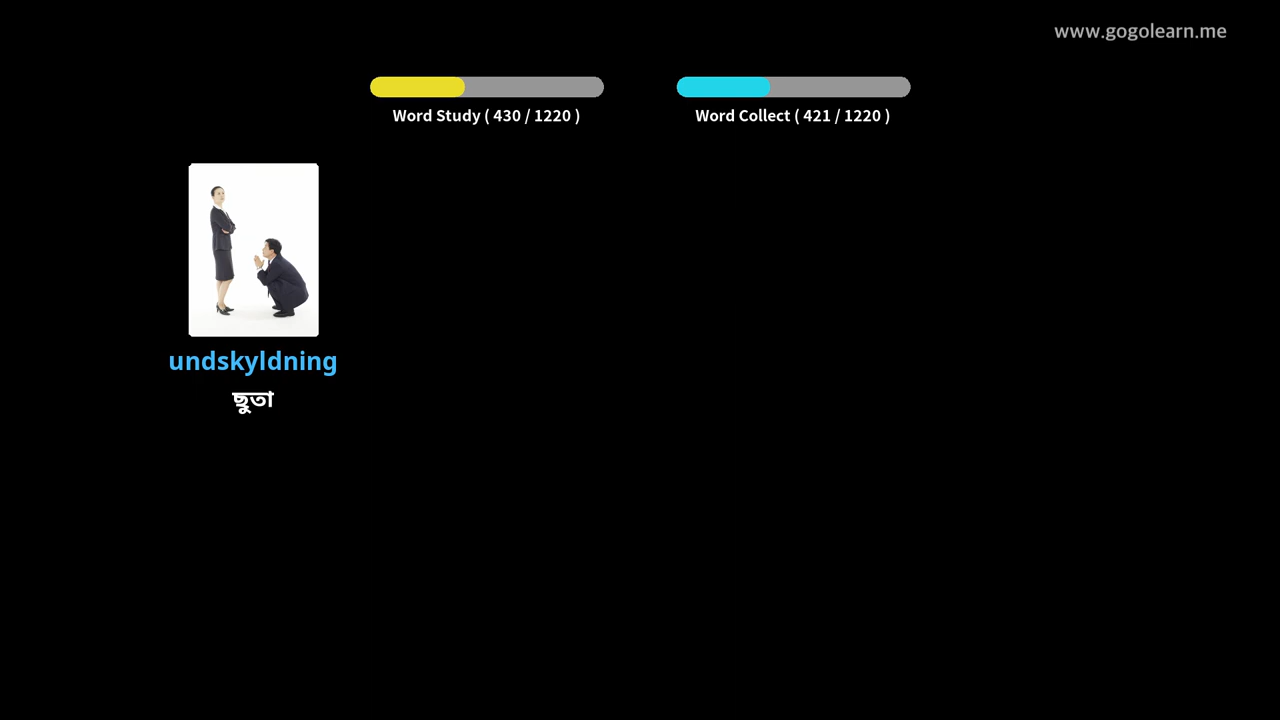 www.gogolearn.me
Word Study ( 430 / 1220 )
Word Collect ( 421 / 1220 )
undskyldning
ছুতা